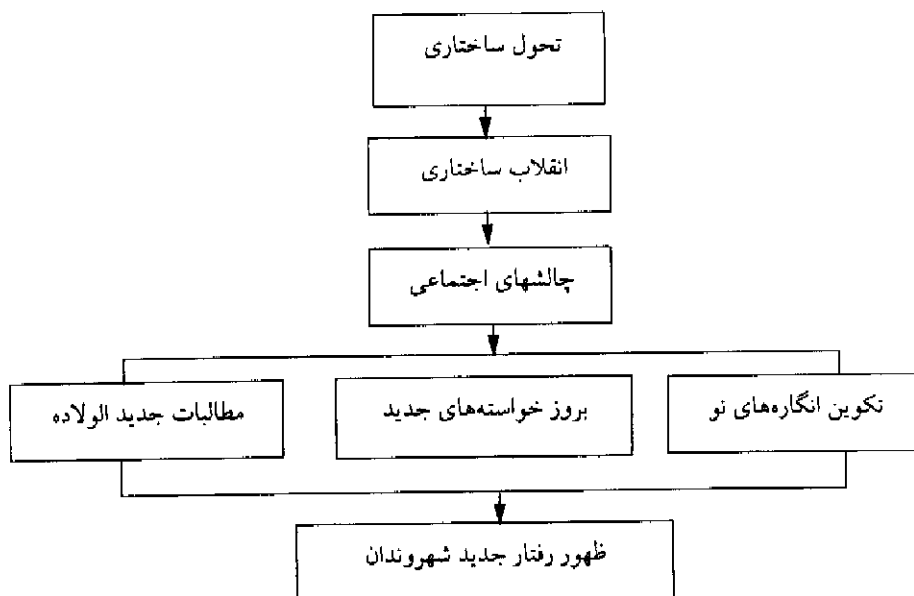 تحول ساختاری
انقلاب ساختاری
چالشهای اجتماعی
تکوین انگاره‌های نو
بروز خواسته‌های جدید
مطالبات جدید الولاده
ظهور رفتار جدید شهروندان